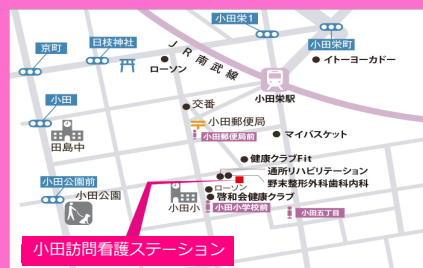 小田栄1
京町
日枝神社
JR南武線
小田栄町
ローソン
イトーヨーカドー
小田栄駅
小田
交番
小田郵便局
小田郵便局前
マイバスケット
田島中
健康クラブFit
通所リハビリテーション
野末整形外科歯科内科
小田公園前
小田公園
ローソン
小田小
啓和会健康クラブ
小田小学校前
小田五丁目
小田訪問看護ステーション